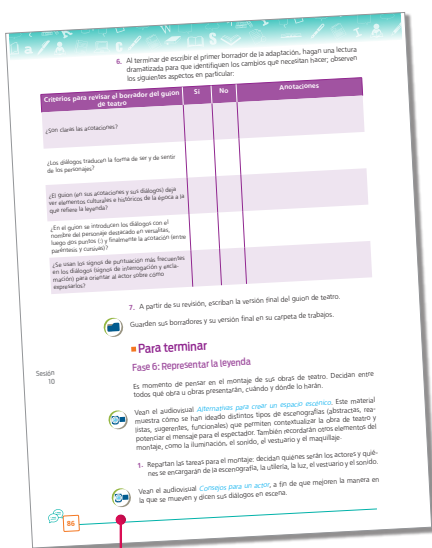 6. Al terminar de escribir el primer borrador de la adaptación, hagan una lectura
dramatizada para que identifiquen los cambios que necesitan hacer; observen
los siguientes aspectos en particular:
Criterios para revisar el borrador del guion
de teatro
Sí
No
Anotaciones
¿Son claras las acotaciones?
¿Los diálogos traducen la forma de ser y de sentir
de los personajes?
¿El guion (en sus acotaciones y sus diálogos) deja
ver elementos culturales e históricos de la época a la
que refiere la leyenda?
¿En el guion se introducen los diálogos con el
nombre del personaje destacado en versalitas,
luego dos puntos (:) y finalmente la acotación (entre
paréntesis y cursivas)?
¿Se usan los signos de puntuación más frecuentes
en los diálogos (signos de interrogación y excla-
mación) para orientar al actor sobre cómo
expresarlos?
7. A partir de su revisión, escriban la versión final del guion de teatro.
Guarden sus borradores y su versión final en su carpeta de trabajos.
Para terminar
Fase 6: Representar la leyenda
Sesión
10
Es momento de pensar en el montaje de sus obras de teatro. Decidan entre
todos qué obra u obras presentarán, cuándo y dónde lo harán.
Vean el audiovisual Alternativas para crear un espacio escénico. Este material
muestra cómo se han ideado distintos tipos de escenografías (abstractas, rea-
listas, sugerentes, funcionales) que permiten contextualizar la obra de teatro y
potenciar el mensaje para el espectador. También recordarán otros elementos del
montaje, como la iluminación, el sonido, el vestuario y el maquillaje.
1. Repartan las tareas para el montaje: decidan quiénes serán los actores y quié-
nes se encargarán de la escenografía, la utilería, la luz, el vestuario y el sonido.
Vean el audiovisual Consejos para un actor, a fin de que mejoren la manera en
la que se mueven y dicen sus diálogos en escena.
86